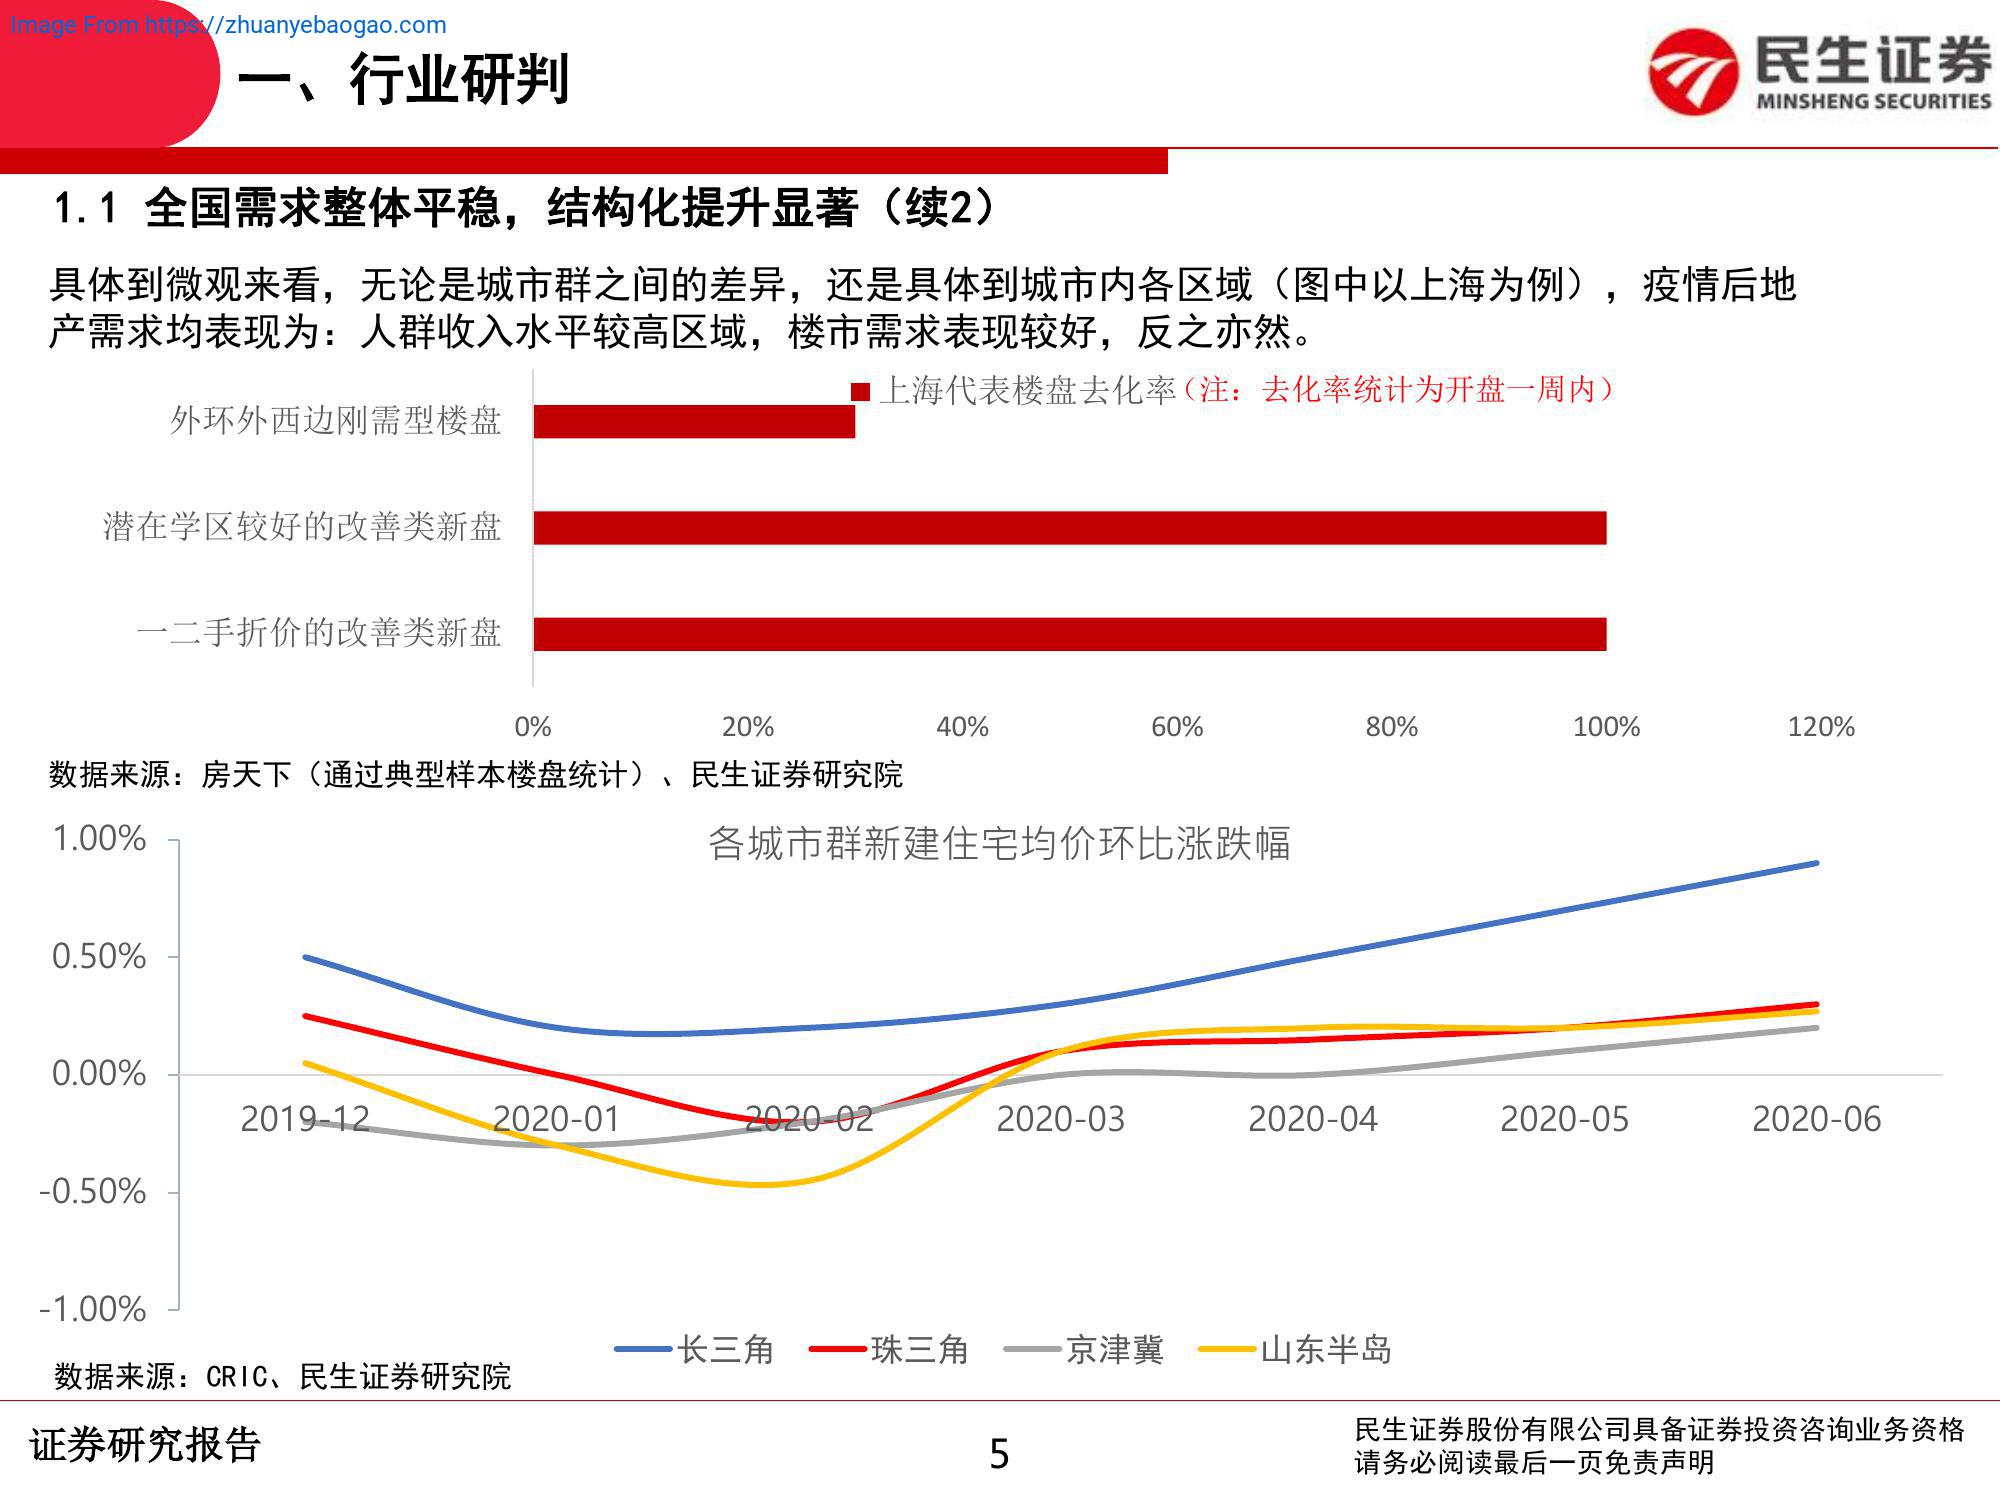 Image From https://zhuanyebaogao.com
一、行业研判
民生证券
MINSHENG SECURITIES
1.1 全国需求整体平稳，结构化提升显著（续2）
具体到微观来看，无论是城市群之间的差异，还是具体到城市内各区域（图中以上海为例），疫情后地
产需求均表现为：人群收入水平较高区域，楼市需求表现较好，反之亦然。
上海代表楼盘去化率（注：去化率统计为开盘一周内）
外环外西边刚需型楼盘
潜在学区较好的改善类新盘
一二手折价的改善类新盘
0% 20% 40% 60% 80% 100% 120%
数据来源：房天下（通过典型样本楼盘统计）、民生证券研究院
各城市群新建住宅均价环比涨跌幅
1.00%
0.50%
0.00%
2019-12 2020-01 2020-02 2020-03 2020-04 2020-05 2020-06
-0.50%
-1.00%
长三角 珠三角 京津冀 山东半岛
数据来源：CRIC、民生证券研究院
证券研究报告
5
民生证券股份有限公司具备证券投资咨询业务资格
请务必阅读最后一页免责声明